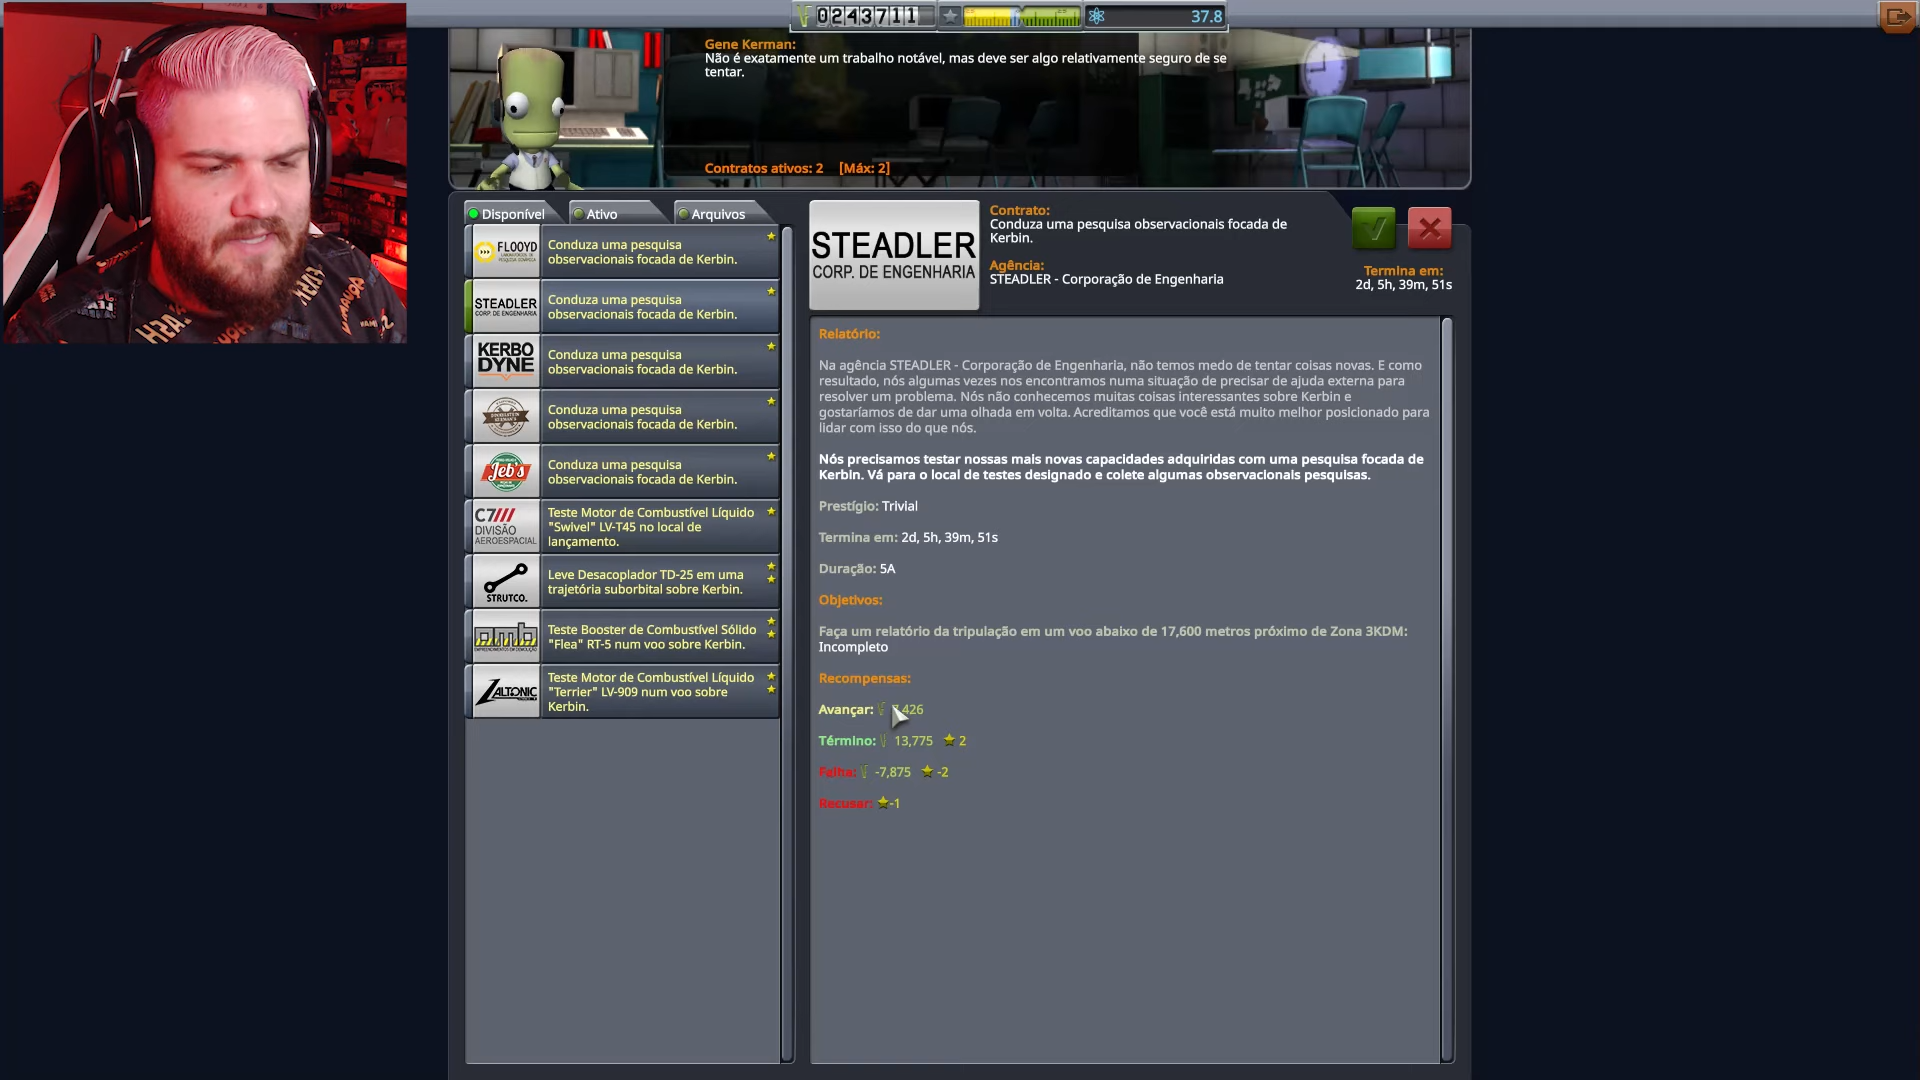 0243711
37.8
Gene Kerman:
Não é exatamente um trabalho notável, mas deve ser algo relativamente seguro de se
tentar.
Contratos ativos: 2 [Máx: 2]
Disponível
Ativo
Arquivos
FLOOYD
Conduza uma pesquisa
observacionais focada de Kerbin.
STEADLER
CORP. DE ENGENHARIA
Conduza uma pesquisa
observacionais focada de Kerbin.
KERBO
DYNE
Conduza uma pesquisa
observacionais focada de Kerbin.
Conduza uma pesquisa
observacionais focada de Kerbin.
Jeb's
Conduza uma pesquisa
observacionais focada de Kerbin.
C7///
DIVISÃO
AEROESPACIAL
Teste Motor de Combustível Líquido
"Swivel" LV-T45 no local de
lançamento.
STRUTCO.
Leve Desacoplador TD-25 em uma
trajetória suborbital sobre Kerbin.
Teste Booster de Combustível Sólido
"Flea" RT-5 num voo sobre Kerbin.
ZALTONIC
Teste Motor de Combustível Líquido
"Terrier" LV-909 num voo sobre
Kerbin.
STEADLER
CORP. DE ENGENHARIA
Contrato:
Conduza uma pesquisa observacionais focada de
Kerbin.
Agência:
STEADLER - Corporação de Engenharia
Termina em:
2d, 5h, 39m, 51s
Relatório:
Na agência STEADLER - Corporação de Engenharia, não temos medo de tentar coisas novas. E como
resultado, nós algumas vezes nos encontramos numa situação de precisar de ajuda externa para
resolver um problema. Nós não conhecemos muitas coisas interessantes sobre Kerbin e
gostaríamos de dar uma olhada em volta. Acreditamos que você está muito melhor posicionado para
lidar com isso do que nós.
Nós precisamos testar nossas mais novas capacidades adquiridas com uma pesquisa focada de
Kerbin. Vá para o local de testes designado e colete algumas observacionais pesquisas.
Prestígio: Trivial
Termina em: 2d, 5h, 39m, 51s
Duração: 5A
Objetivos:
Faça um relatório da tripulação em um voo abaixo de 17,600 metros próximo de Zona 3KDM:
Incompleto
Recompensas:
Avançar:
Término: 13,775 2
Falha: -7,875 -2
Recusar: -1